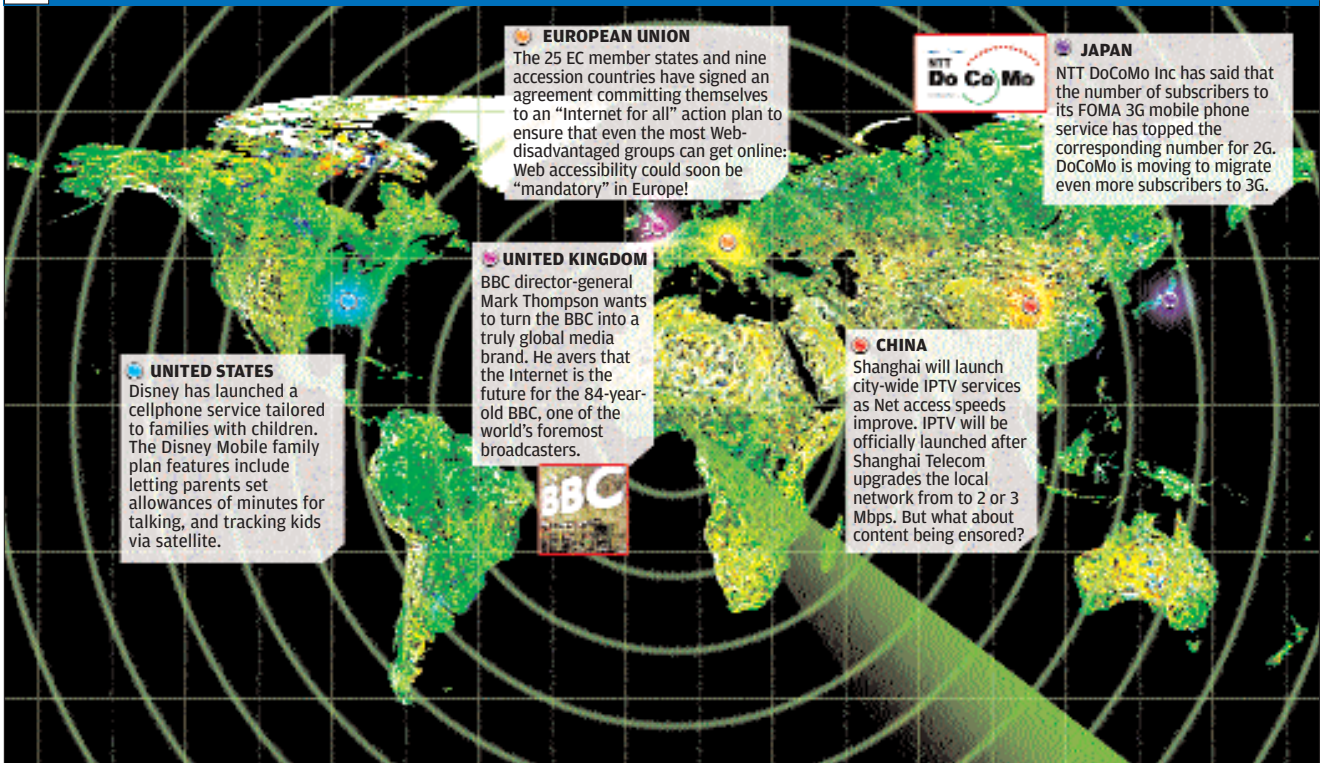 EUROPEAN UNION
The 25 EC member states and nine
accession countries have signed an
agreement committing themselves
to an “Internet for all” action plan to
ensure that even the most Web-
disadvantaged groups can get online:
Web accessibility could soon be
“mandatory” in Europe!
NTT
DoCoMo
JAPAN
NTT DoCoMo Inc has said that
the number of subscribers to
its FOMA 3G mobile phone
service has topped the
corresponding number for 2G.
DoCoMo is moving to migrate
even more subscribers to 3G.
UNITED KINGDOM
BBC director-general
Mark Thompson wants
to turn the BBC into a
truly global media
brand. He avers that
the Internet is the
future for the 84-year-
old BBC, one of the
world’s foremost
broadcasters.
BBC
UNITED STATES
Disney has launched a
cellphone service tailored
to families with children.
The Disney Mobile family
plan features include
letting parents set
allowances of minutes for
talking, and tracking kids
via satellite.
CHINA
Shanghai will launch
city-wide IPTV services
as Net access speeds
improve. IPTV will be
officially launched after
Shanghai Telecom
upgrades the local
network from to 2 or 3
Mbps. But what about
content being ensored?